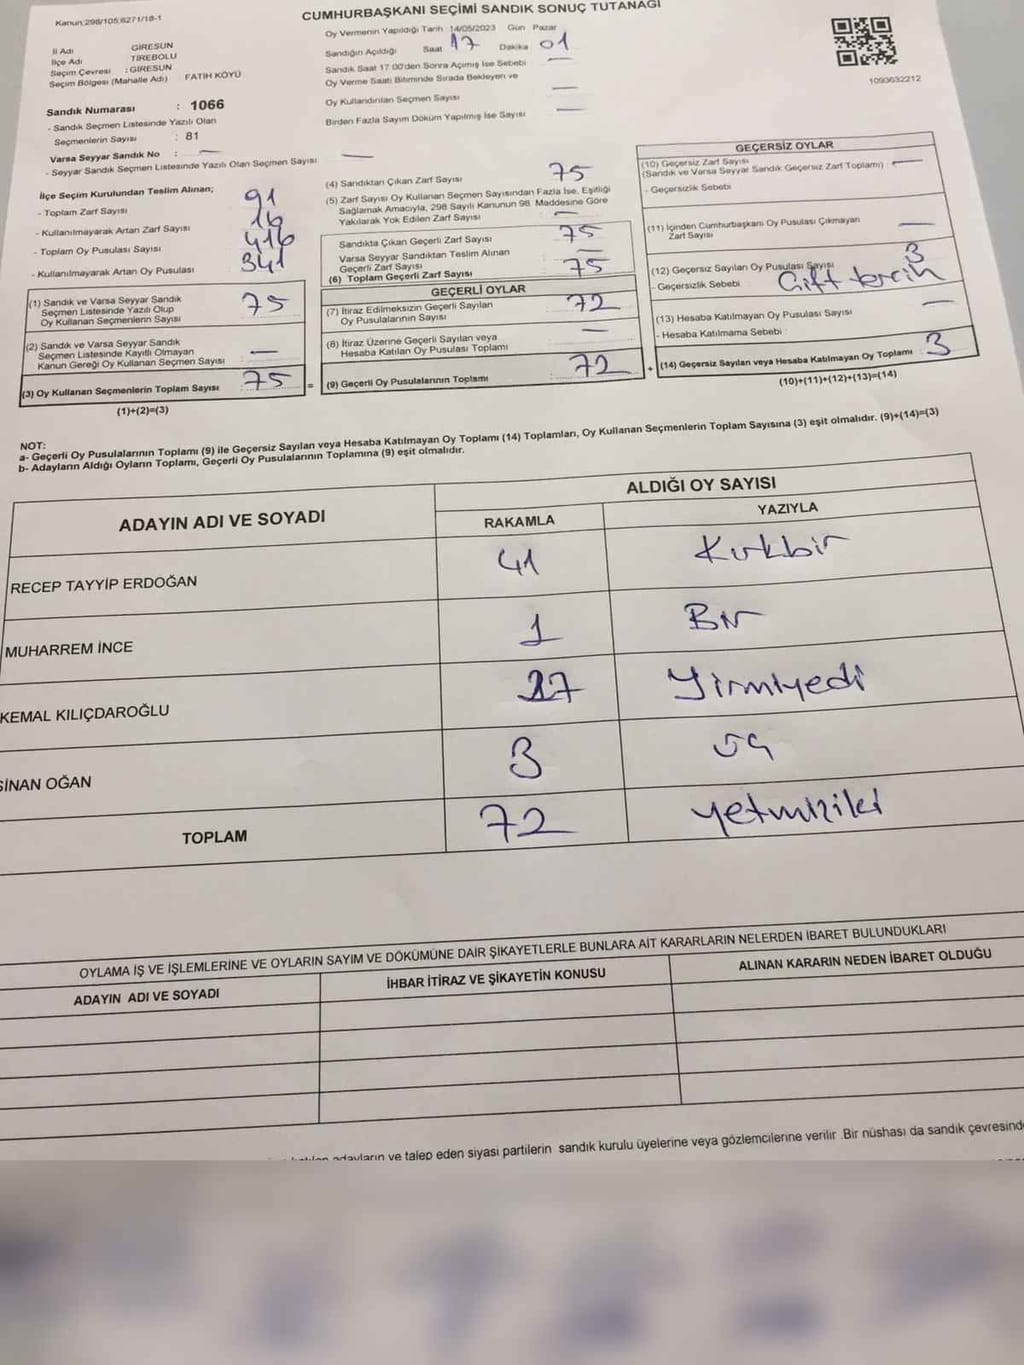 Kanun:298/105,6271/18-1
CUMHURBAŞKANI SEÇİMİ SANDIK SONUÇ TUTANAĞI
İl Adı : GİRESUN
İlçe Adı TİREBOLU
Seçim Çevresi : GİRESUN
Seçim Bölgesi (Mahalle Adı) FATİH KÖYÜ
Sandık Numarası : 1066
- Sandık Seçmen Listesinde Yazılı Olan
Seçmenlerin Sayısı : 81
Varsa Seyyar Sandık No : —
- Seyyar Sandık Seçmen Listesinde Yazılı Olan Seçmen Sayısı —
Oy Vermenin Yapıldığı Tarih 14/05/2023 Gün Pazar
Sandığın Açıldığı Saat 17 Dakika 01
Sandık Saat 17.00'den Sonra Açımış İse Sebebi —
Oy Verme Saati Bitiminde Sırada Bekleyen ve
Oy Kullandırılan Seçmen Sayısı —
Birden Fazla Sayım Döküm Yapılmış İse Sayısı —
1093632212
İlçe Seçim Kurulundan Teslim Alınan;
- Toplam Zarf Sayısı 91
- Kullanılmayarak Artan Zarf Sayısı 16
- Toplam Oy Pusulası Sayısı 416
- Kullanılmayarak Artan Oy Pusulası 341
(1) Sandık ve Varsa Seyyar Sandık
Seçmen Listesinde Yazılı Olup
Oy Kullanan Seçmenlerin Sayısı 75
(2) Sandık ve Varsa Seyyar Sandık
Seçmen Listesinde Kayıtlı Olmayan
Kanun Gereği Oy Kullanan Seçmen Sayısı —
(3) Oy Kullanan Seçmenlerin Toplam Sayısı 75 =
(1)+(2)=(3)
(4) Sandıktan Çıkan Zarf Sayısı 75
(5) Zarf Sayısı Oy Kullanan Seçmen Sayısından Fazla İse, Eşitliği
Sağlamak Amacıyla, 298 Sayılı Kanunun 98. Maddesine Göre
Yakılarak Yok Edilen Zarf Sayısı —
Sandıkta Çıkan Geçerli Zarf Sayısı 75
Varsa Seyyar Sandıktan Teslim Alınan
Geçerli Zarf Sayısı —
(6) Toplam Geçerli Zarf Sayısı 75
GEÇERLİ OYLAR
(7) İtiraz Edilmeksizin Geçerli Sayılan
Oy Pusulalarının Sayısı 72
(8) İtiraz Üzerine Geçerli Sayılan veya
Hesaba Katılan Oy Pusulası Toplamı —
(9) Geçerli Oy Pusulalarının Toplamı : 72 +
GEÇERSİZ OYLAR
(10) Geçersiz Zarf Sayısı
(Sandık ve Varsa Seyyar Sandık Geçersiz Zarf Toplamı) —
- Geçersizlik Sebebi
(11) İçinden Cumhurbaşkanı Oy Pusulası Çıkmayan
Zarf Sayısı —
(12) Geçersiz Sayılan Oy Pusulası Sayısı 3
- Geçersizlik Sebebi Çift tercih
(13) Hesaba Katılmayan Oy Pusulası Sayısı —
- Hesaba Katılmama Sebebi :
(14) Geçersiz Sayılan veya Hesaba Katılmayan Oy Toplamı 3
(10)+(11)+(12)+(13)=(14)
NOT:
a- Geçerli Oy Pusulalarının Toplamı (9) ile Geçersiz Sayılan veya Hesaba Katılmayan Oy Toplamı (14) Toplamları, Oy Kullanan Seçmenlerin Toplam Sayısına (3) eşit olmalıdır. (9)+(14)=(3)
b- Adayların Aldığı Oyların Toplamı, Geçerli Oy Pusulalarının Toplamına (9) eşit olmalıdır.
ADAYIN ADI VE SOYADI
ALDIĞI OY SAYISI
RAKAMLA YAZIYLA
RECEP TAYYİP ERDOĞAN 41 Kırkbir
MUHARREM İNCE 1 Bir
KEMAL KILIÇDAROĞLU 27 Yirmiyedi
SİNAN OĞAN 3 üç
TOPLAM 72 yetmişiki
OYLAMA İŞ VE İŞLEMLERİNE VE OYLARIN SAYIM VE DÖKÜMÜNE DAİR ŞİKAYETLERLE BUNLARA AİT KARARLARIN NELERDEN İBARET BULUNDUKLARI
ADAYIN ADI VE SOYADI İHBAR İTİRAZ VE ŞİKAYETİN KONUSU ALINAN KARARIN NEDEN İBARET OLDUĞU
adayların ve talep eden siyasi partilerin sandık kurulu üyelerine veya gözlemcilerine verilir .Bir nüshası da sandık çevresind